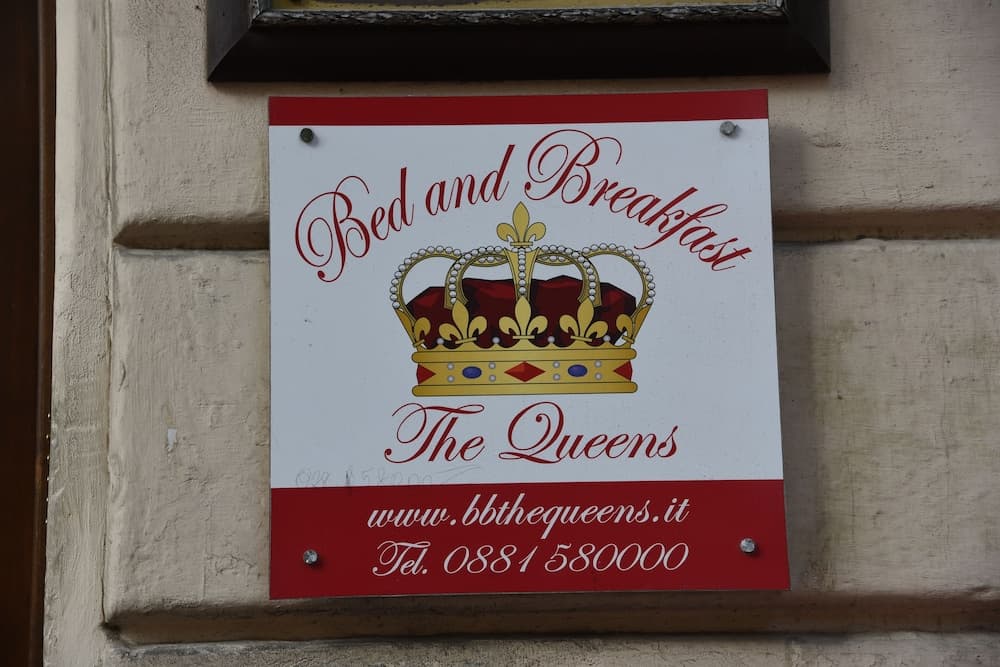 Bed and Breakfast
The Queens
www.bbthequeens.it
Tel. 0881 580000